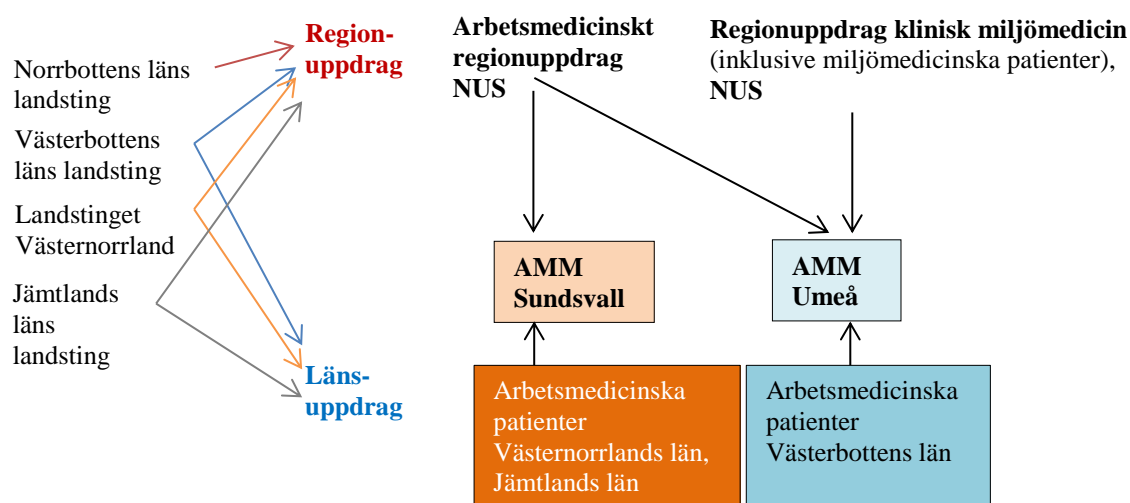 Region-
uppdrag
Norrbottens läns
landsting
Västerbottens
läns landsting
Landstinget
Västernorrland
Jämtlands
läns
landsting
Läns-
uppdrag
Arbetsmedicinskt
regionuppdrag
NUS
Regionuppdrag klinisk miljömedicin
(inklusive miljömedicinska patienter),
NUS
AMM
Sundsvall
AMM
Umeå
Arbetsmedicinska
patienter
Västernorrlands län,
Jämtlands län
Arbetsmedicinska
patienter
Västerbottens län